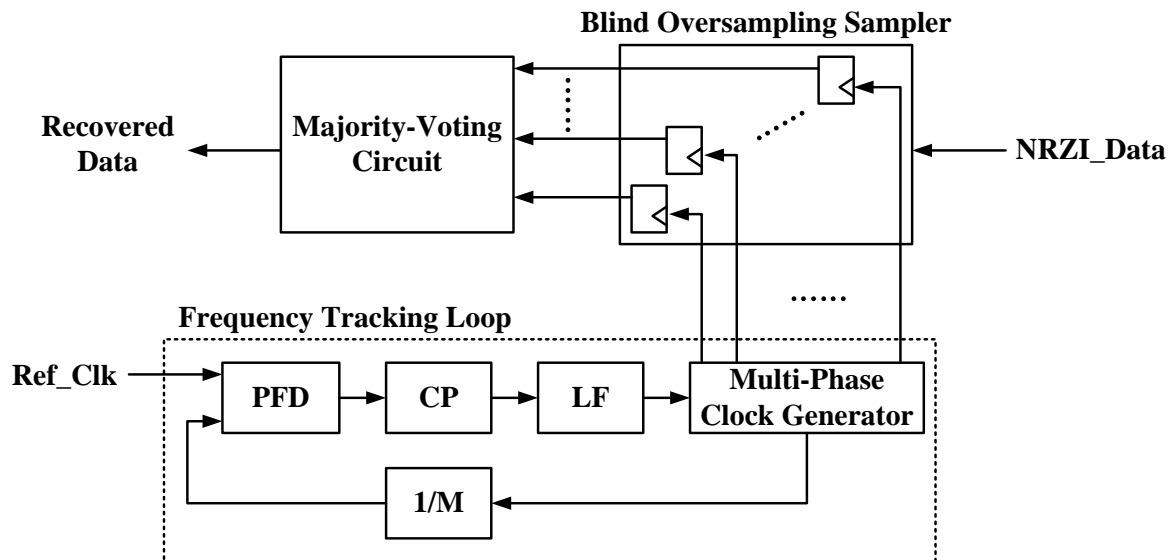 Blind Oversampling Sampler
Majority-Voting
Circuit
Recovered
Data
NRZI_Data
Frequency Tracking Loop
Ref_Clk
PFD
CP
LF
Multi-Phase
Clock Generator
1/M